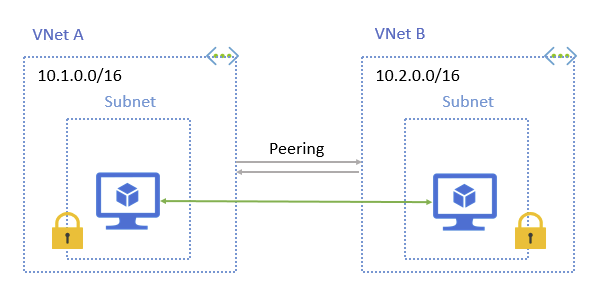 VNet A
VNet B
10.1.0.0/16
10.2.0.0/16
Subnet
Subnet
Peering